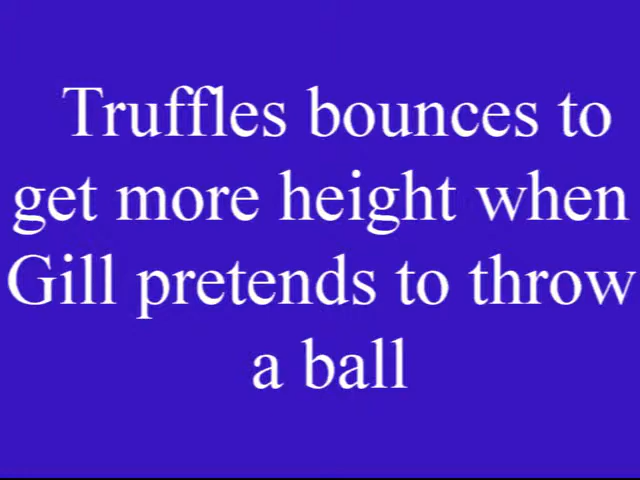 Truffles bounces to
get more height when
Gill pretends to throw
a ball